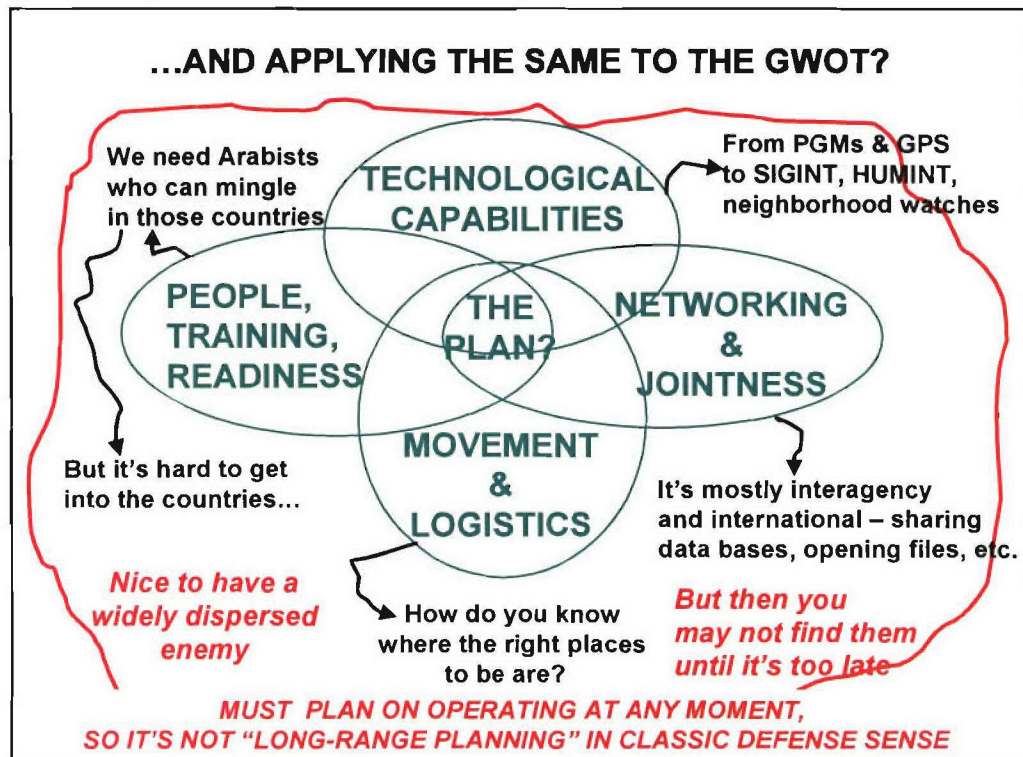 ...AND APPLYING THE SAME TO THE GWOT?
We need Arabists
who can mingle
in those countries
TECHNOLOGICAL
CAPABILITIES
From PGMs & GPS
to SIGINT, HUMINT,
neighborhood watches
PEOPLE,
TRAINING,
READINESS
THE
PLAN?
NETWORKING
&
JOINTNESS
MOVEMENT
&
LOGISTICS
But it's hard to get
into the countries...
It's mostly interagency
and international – sharing
data bases, opening files, etc.
Nice to have a
widely dispersed
enemy
How do you know
where the right places
to be are?
But then you
may not find them
until it's too late
MUST PLAN ON OPERATING AT ANY MOMENT,
SO IT'S NOT "LONG-RANGE PLANNING" IN CLASSIC DEFENSE SENSE